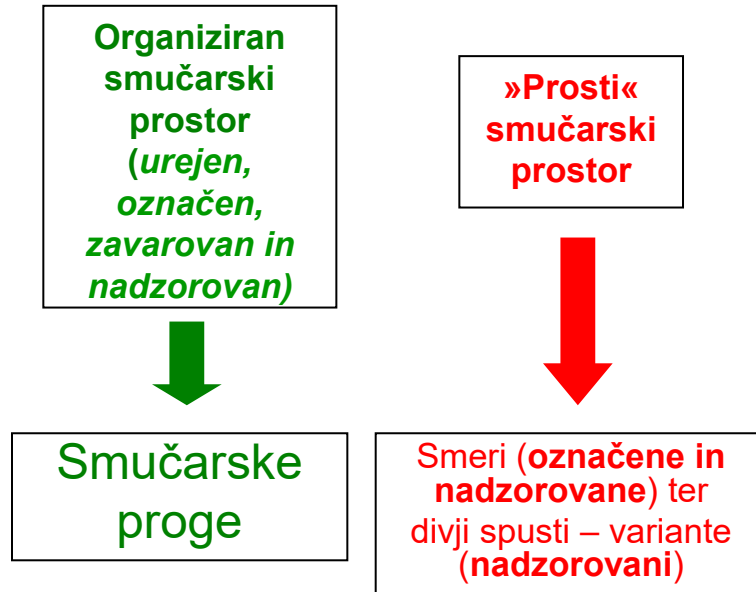 Organiziran
smučarski
prostor
(urejen,
označen,
zavarovan in
nadzorovan)
»Prosti«
smučarski
prostor
Smučarske
proge
Smeri (označene in
nadzorovane) ter
divji spusti – variante
(nadzorovani)